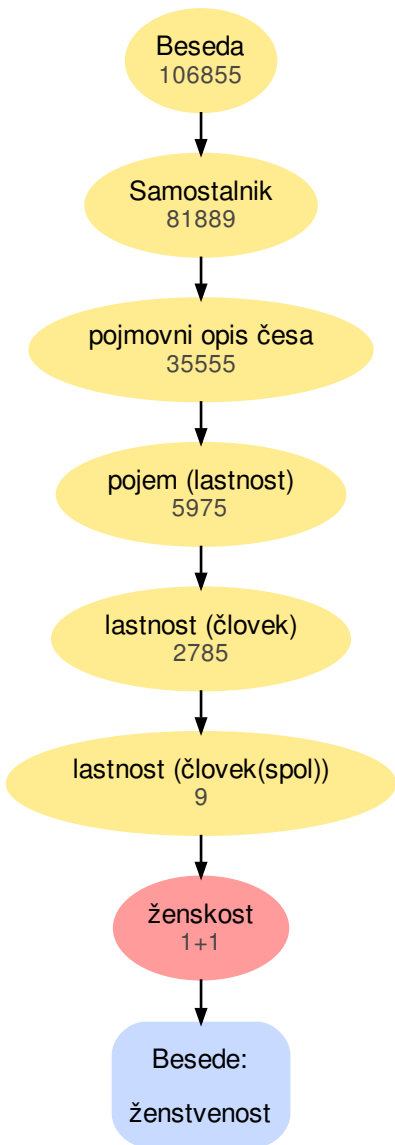 Beseda
106855
Samostalnik
81889
pojmovni opis česa
35555
pojem (lastnost)
5975
lastnost (človek)
2785
lastnost (človek(spol))
9
ženskost
1+1
Besede:
ženstvenost